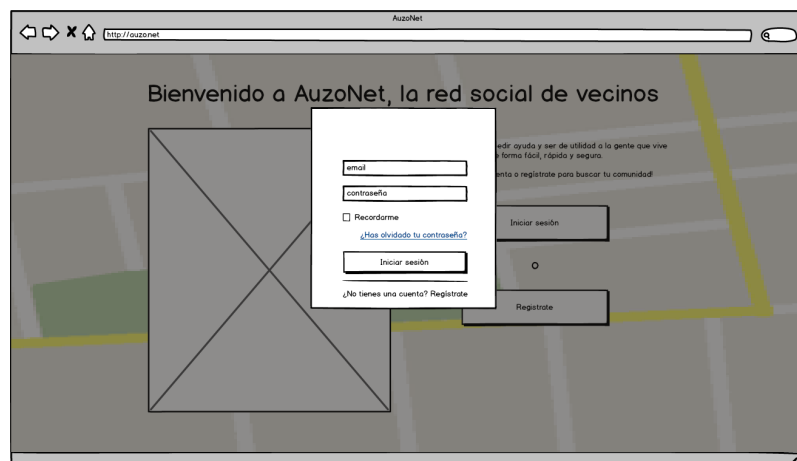 AuzoNet
http://auzonet
Bienvenido a AuzoNet, la red social de vecinos
edir ayuda y ser de utilidad a la gente que vive
forma fácil, rápida y segura.
enta o regístrate para buscar tu comunidad!
email
contraseña
Recordarme
¿Has olvidado tu contraseña?
Iniciar sesión
¿No tienes una cuenta? Regístrate
Iniciar sesión
O
Registrate